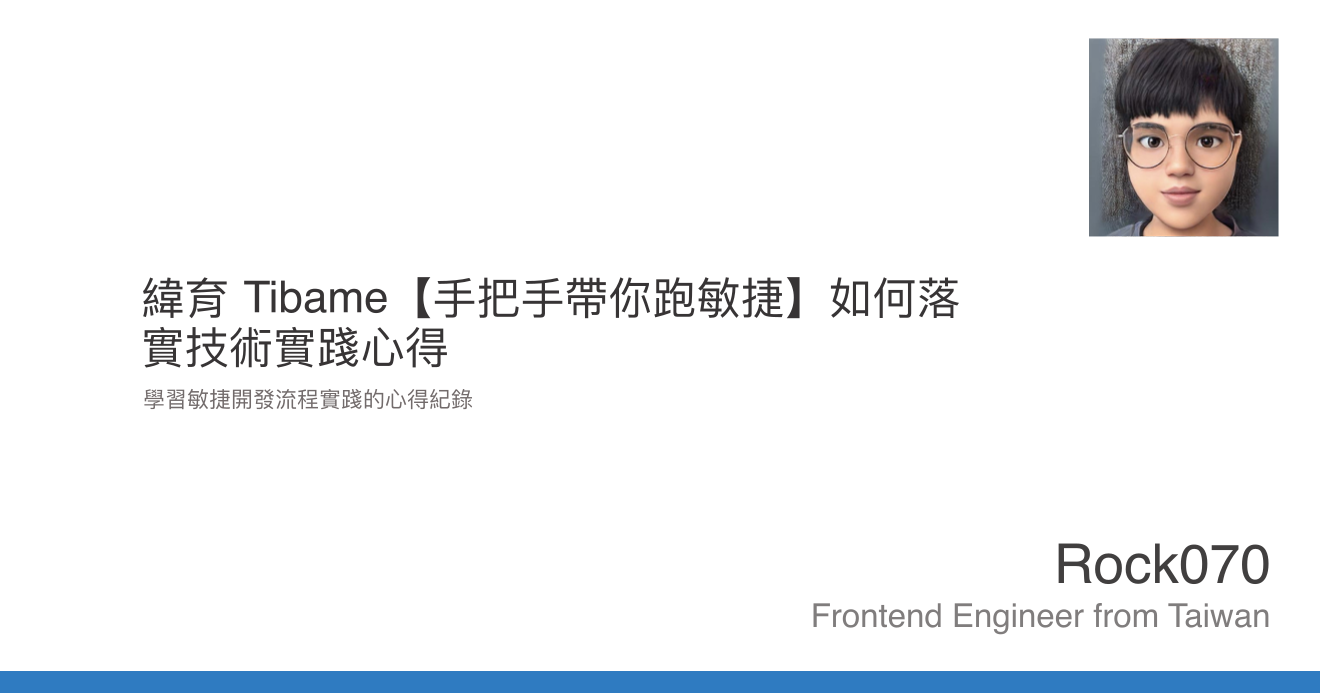 緯育 Tibame【手把手帶你跑敏捷】如何落
實技術實踐心得
學習敏捷開發流程實踐的心得紀錄
Rock070
Frontend Engineer from Taiwan